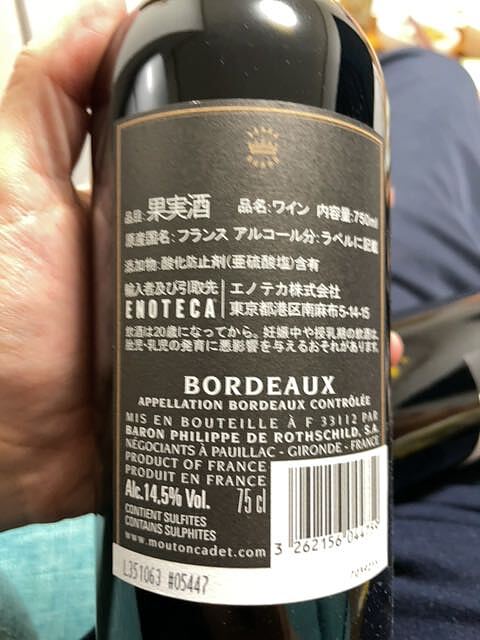 品目:果実酒 品名:ワイン 内容量:750ml
原産国名:フランス アルコール分:ラベルに記載
添加物:酸化防止剤(亜硫酸塩)含有
輸入者及び引取先 エノテカ株式会社
ENOTECA 東京都港区南麻布5-14-15
飲酒は20歳になってから。妊娠中や授乳期の飲酒は、
胎児・乳児の発育に悪影響を与えるおそれがあります。
BORDEAUX
APPELLATION BORDEAUX CONTRÔLÉE
MIS EN BOUTEILLE À F 33112 PAR
BARON PHILIPPE DE ROTHSCHILD, S.A.
NÉGOCIANTS À PAUILLAC - GIRONDE - FRANCE
PRODUCT OF FRANCE
PRODUIT EN FRANCE
Alc.14,5% Vol. 75 cl
CONTIENT SULFITES
CONTAINS SULPHITES
www.moutoncadet.com
3 262156 044
L351063 #05447